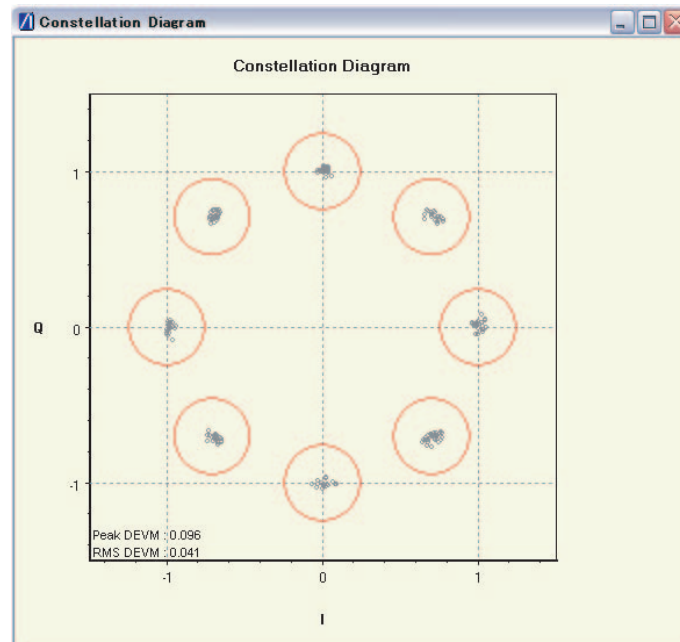 Constellation Diagram
Constellation Diagram
1
Q
0
-1
Peak DEVM : 0.096
RMS DEVM : 0.041
-1 0 1
I